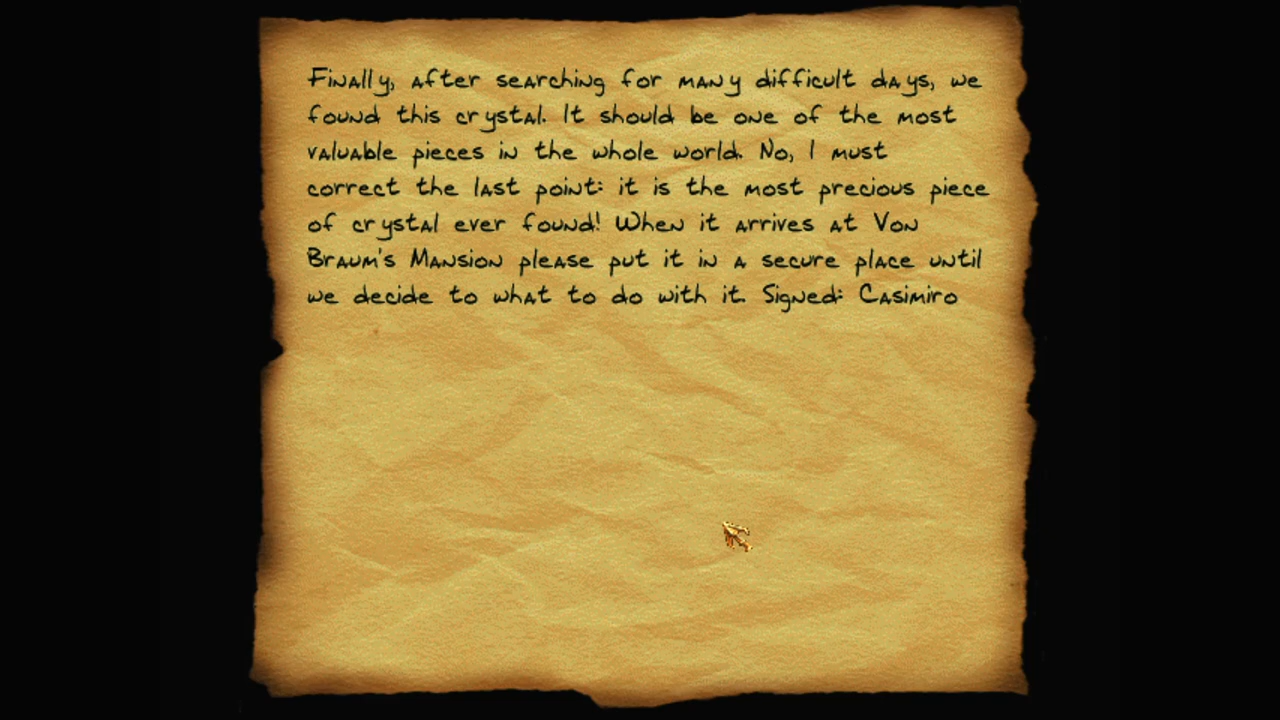 Finally, after searching for many difficult days, we
found this crystal. It should be one of the most
valuable pieces in the whole world. No, I must
correct the last point: it is the most precious piece
of crystal ever found! When it arrives at Von
Braum's Mansion please put it in a secure place until
we decide to what to do with it. Signed: Casimiro